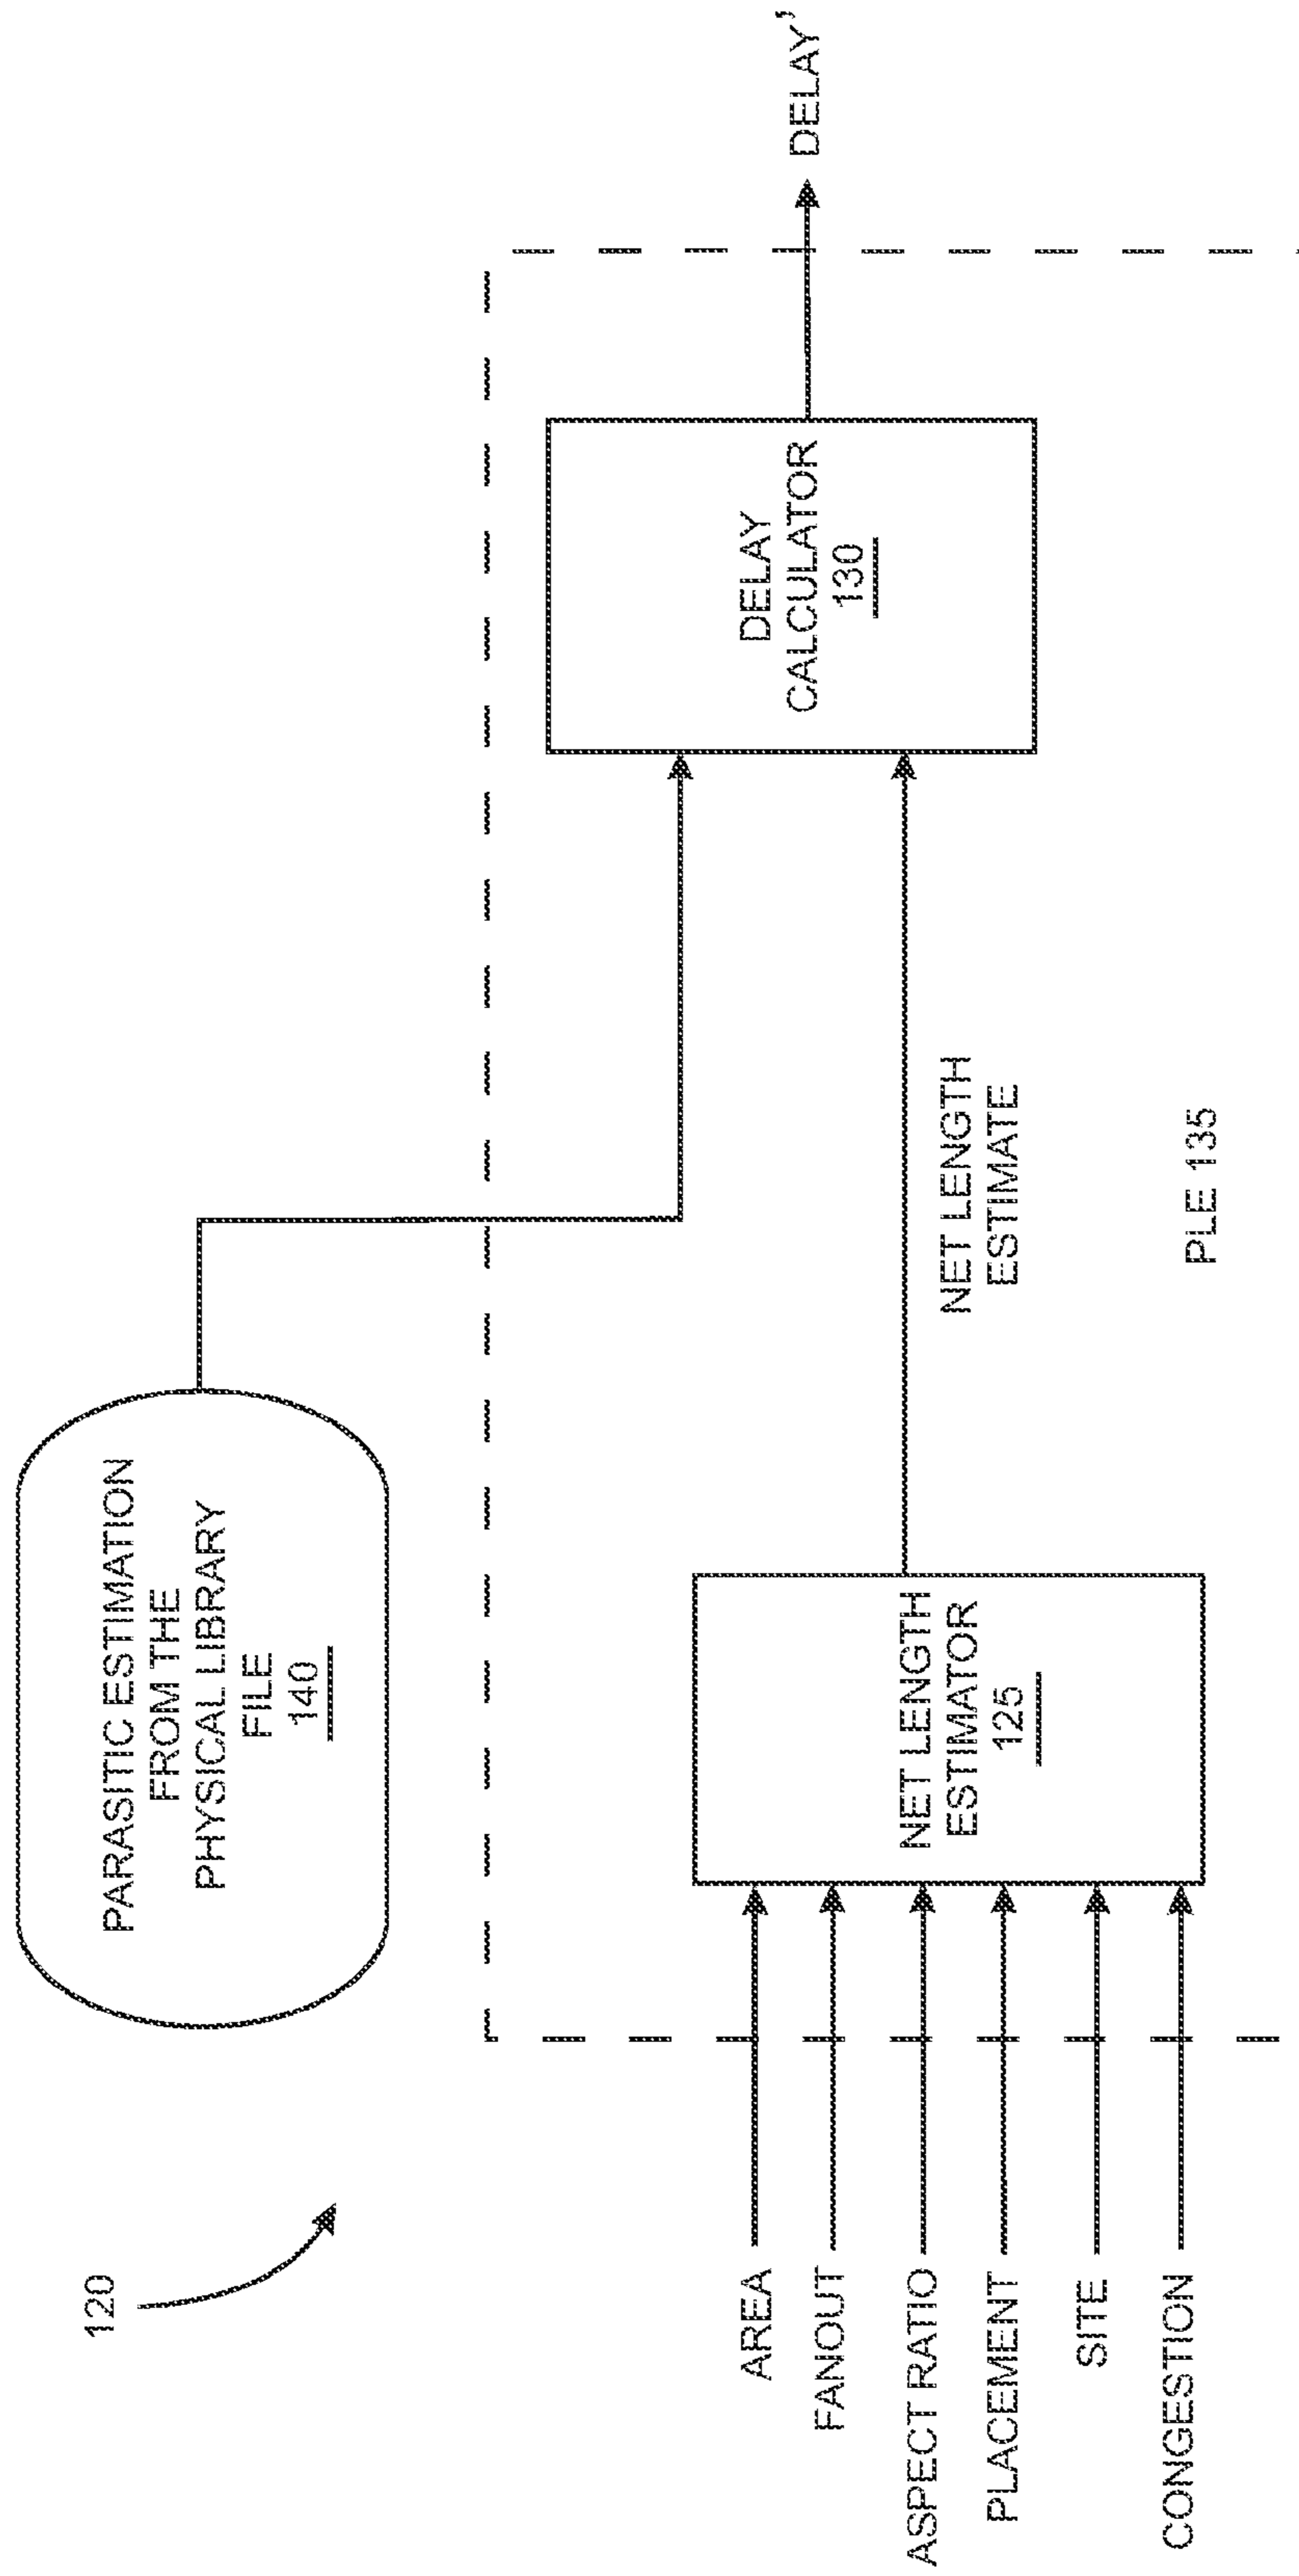 120
PARASITIC ESTIMATION
FROM THE
PHYSICAL LIBRARY
FILE
140
AREA
FANOUT
ASPECT RATIO
PLACEMENT
SITE
CONGESTION
NET LENGTH
ESTIMATOR
125
NET LENGTH
ESTIMATE
DELAY
CALCULATOR
130
DELAY'
PLE 135